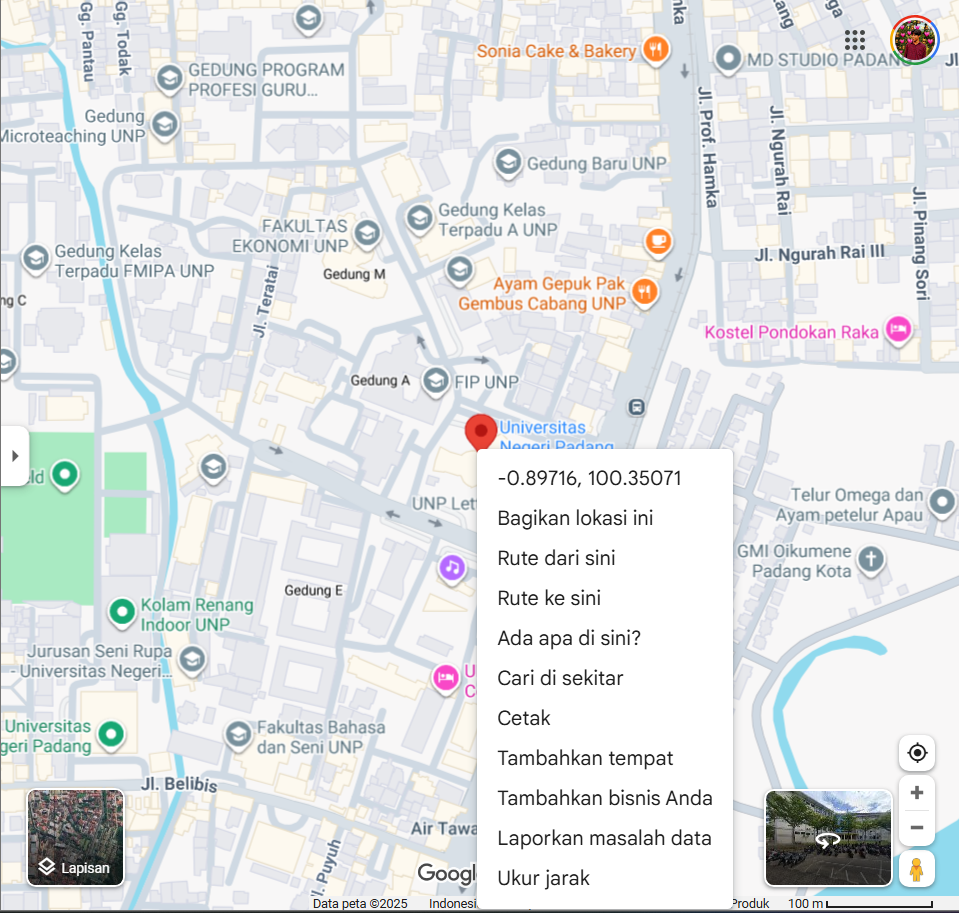 Gg. Pantau
Gg. Todak
Sonia Cake & Bakery
MD STUDIO PADANG
GEDUNG PROGRAM
PROFESI GURU...
Gedung
Microteaching UNP
Jl. Prof. Hamka
Jl. Ngurah Rai
Gedung Baru UNP
Jl. Pinang Sori
Gedung Kelas
Terpadu A UNP
FAKULTAS
EKONOMI UNP
Gedung Kelas
Terpadu FMIPA UNP
Gedung M
Jl. Ngurah Rai III
Ayam Gepuk Pak
Gembus Cabang UNP
ng C
Jl. Teratai
Kostel Pondokan Raka
Gedung A
FIP UNP
Universitas
Negeri Padang
-0.89716, 100.35071
Bagikan lokasi ini
Rute dari sini
Rute ke sini
Ada apa di sini?
Cari di sekitar
Cetak
Tambahkan tempat
Tambahkan bisnis Anda
Laporkan masalah data
Ukur jarak
UNP Lett
Telur Omega dan
Ayam petelur Apau
GMI Oikumene
Padang Kota
Gedung E
Kolam Renang
Indoor UNP
Jurusan Seni Rupa
- Universitas Negeri...
Universitas
geri Padang
Fakultas Bahasa
dan Seni UNP
Jl. Belibis
Air Tawa
Jl. Puyuh
Lapisan
Googl
Data peta ©2025
Indonesi
Produk
100 m